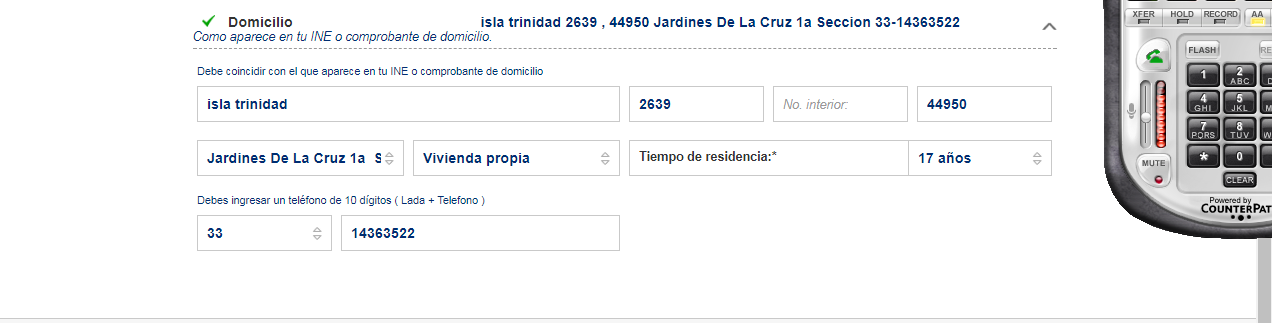 Domicilio
isla trinidad 2639 , 44950 Jardines De La Cruz 1a Seccion 33-14363522
Como aparece en tu INE o comprobante de domicilio.
Debe coincidir con el que aparece en tu INE o comprobante de domicilio
isla trinidad
2639
No. interior:
44950
Jardines De La Cruz 1a S
Vivienda propia
Tiempo de residencia:*
17 años
Debes ingresar un teléfono de 10 dígitos ( Lada + Telefono )
33
14363522
XFER HOLD RECORD AA
FLASH RE
1 2 ABC D
4 GHI 5 JKL M
7 PQRS 8 TUV W
* 0
MUTE
CLEAR
Powered by
COUNTERPAT